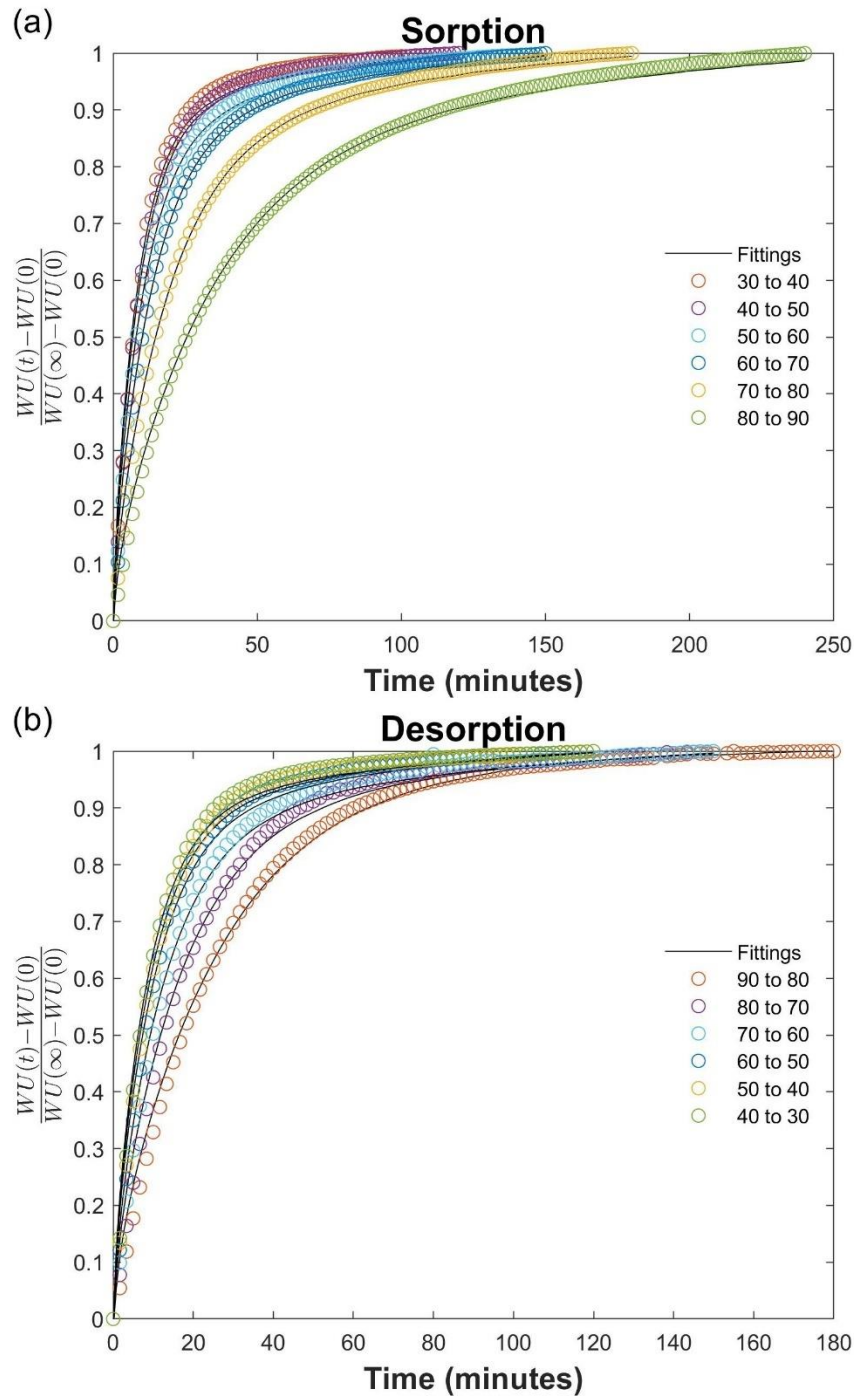 (a)
Sorption
1
0.9
0.8
0.7
0.6
0.5
0.4
0.3
0.2
0.1
0
WU(t)−WU(0)
WU(∞)−WU(0)
Fittings
30 to 40
40 to 50
50 to 60
60 to 70
70 to 80
80 to 90
0 50 100 150 200 250
Time (minutes)
(b)
Desorption
1
0.9
0.8
0.7
0.6
0.5
0.4
0.3
0.2
0.1
0
WU(t)−WU(0)
WU(∞)−WU(0)
Fittings
90 to 80
80 to 70
70 to 60
60 to 50
50 to 40
40 to 30
0 20 40 60 80 100 120 140 160 180
Time (minutes)